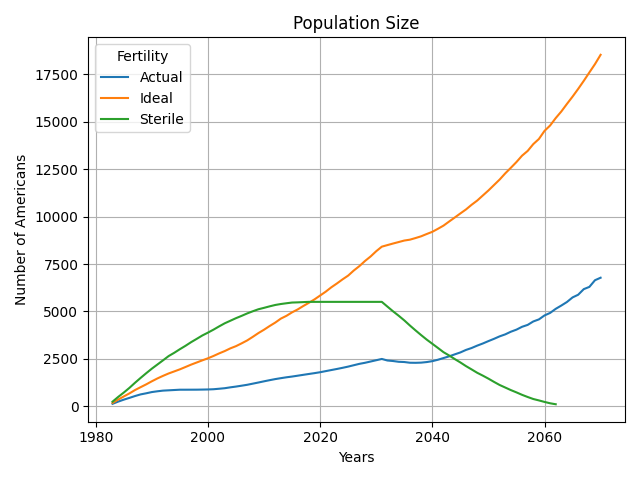 Population Size
Fertility
Actual
Ideal
Sterile
Number of Americans
17500
15000
12500
10000
7500
5000
2500
0
1980
2000
2020
2040
2060
Years